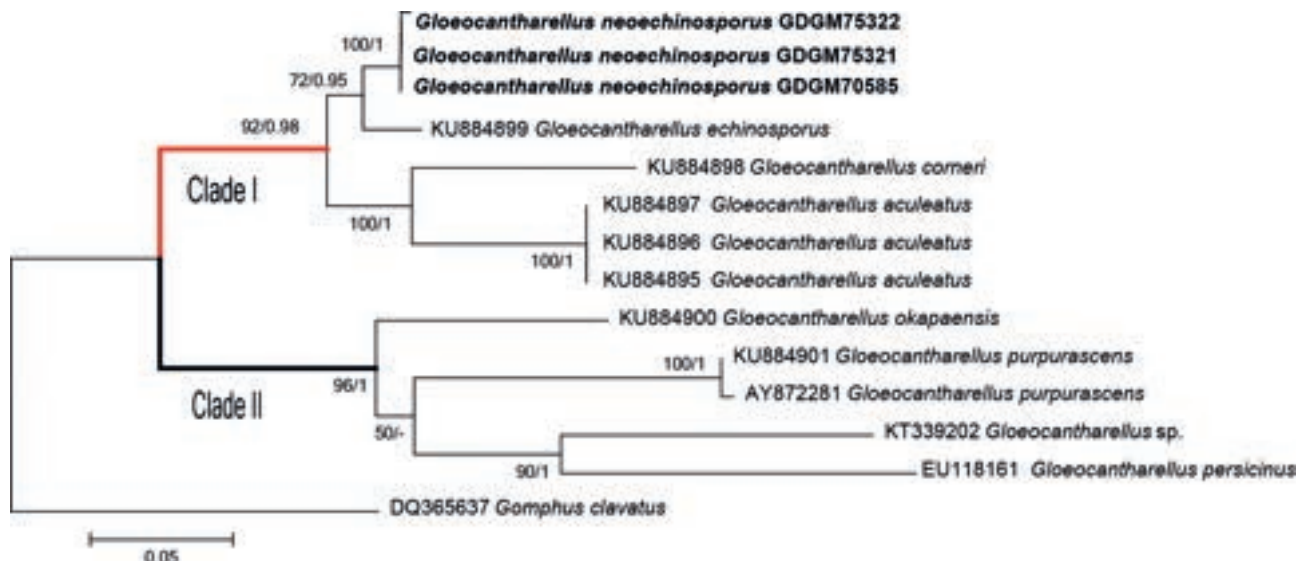 Gloeocantharellus neoechinosporus GDGM75322
100/1
Gloeocantharellus neoechinosporus GDGM75321
72/0.95
Gloeocantharellus neoechinosporus GDGM70585
92/0.98
KU884899 Gloeocantharellus echinosporus
KU884898 Gloeocantharellus corneri
Clade I
KU884897 Gloeocantharellus aculeatus
100/1
KU884896 Gloeocantharellus aculeatus
100/1
KU884895 Gloeocantharellus aculeatus
KU884900 Gloeocantharellus okapaensis
KU884901 Gloeocantharellus purpurascens
100/1
96/1
AY872281 Gloeocantharellus purpurascens
Clade II
50/-
KT339202 Gloeocantharellus sp.
90/1
EU118161 Gloeocantharellus persicinus
DQ365637 Gomphus clavatus
0.05